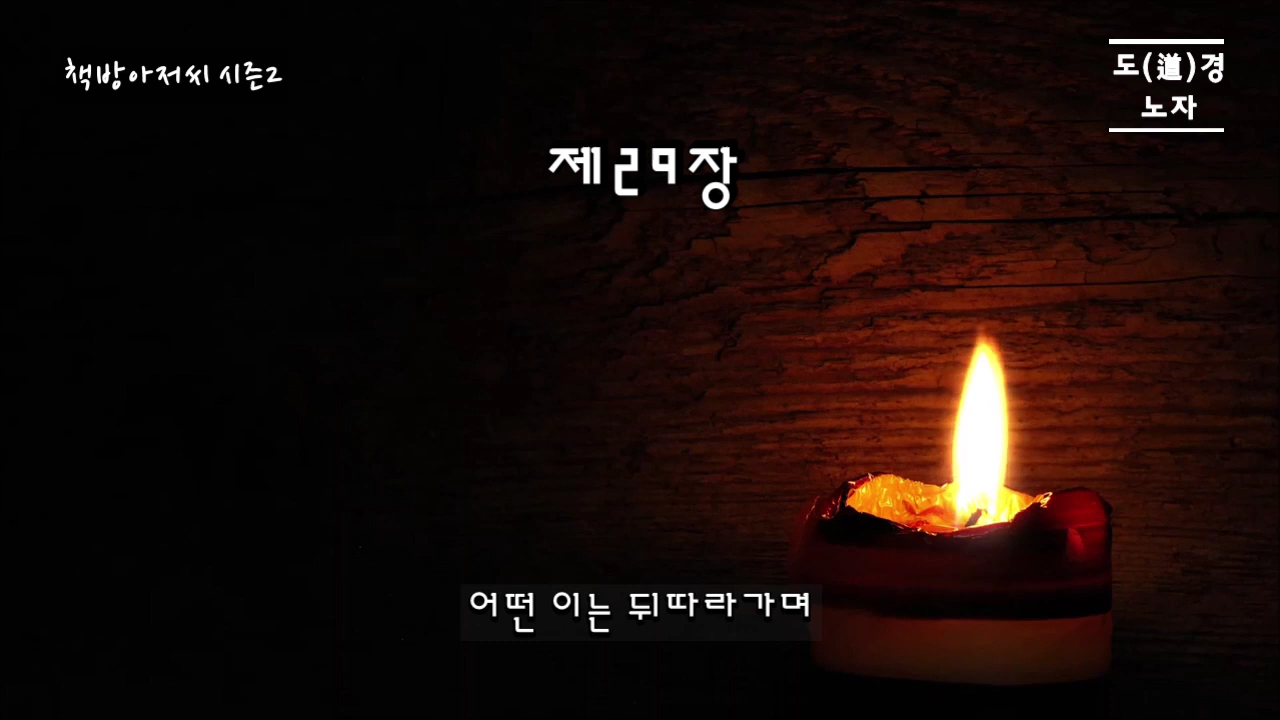 책방아저씨 시즌2
도(道)경
노자
제29장
어떤 이는 뒤따라가며